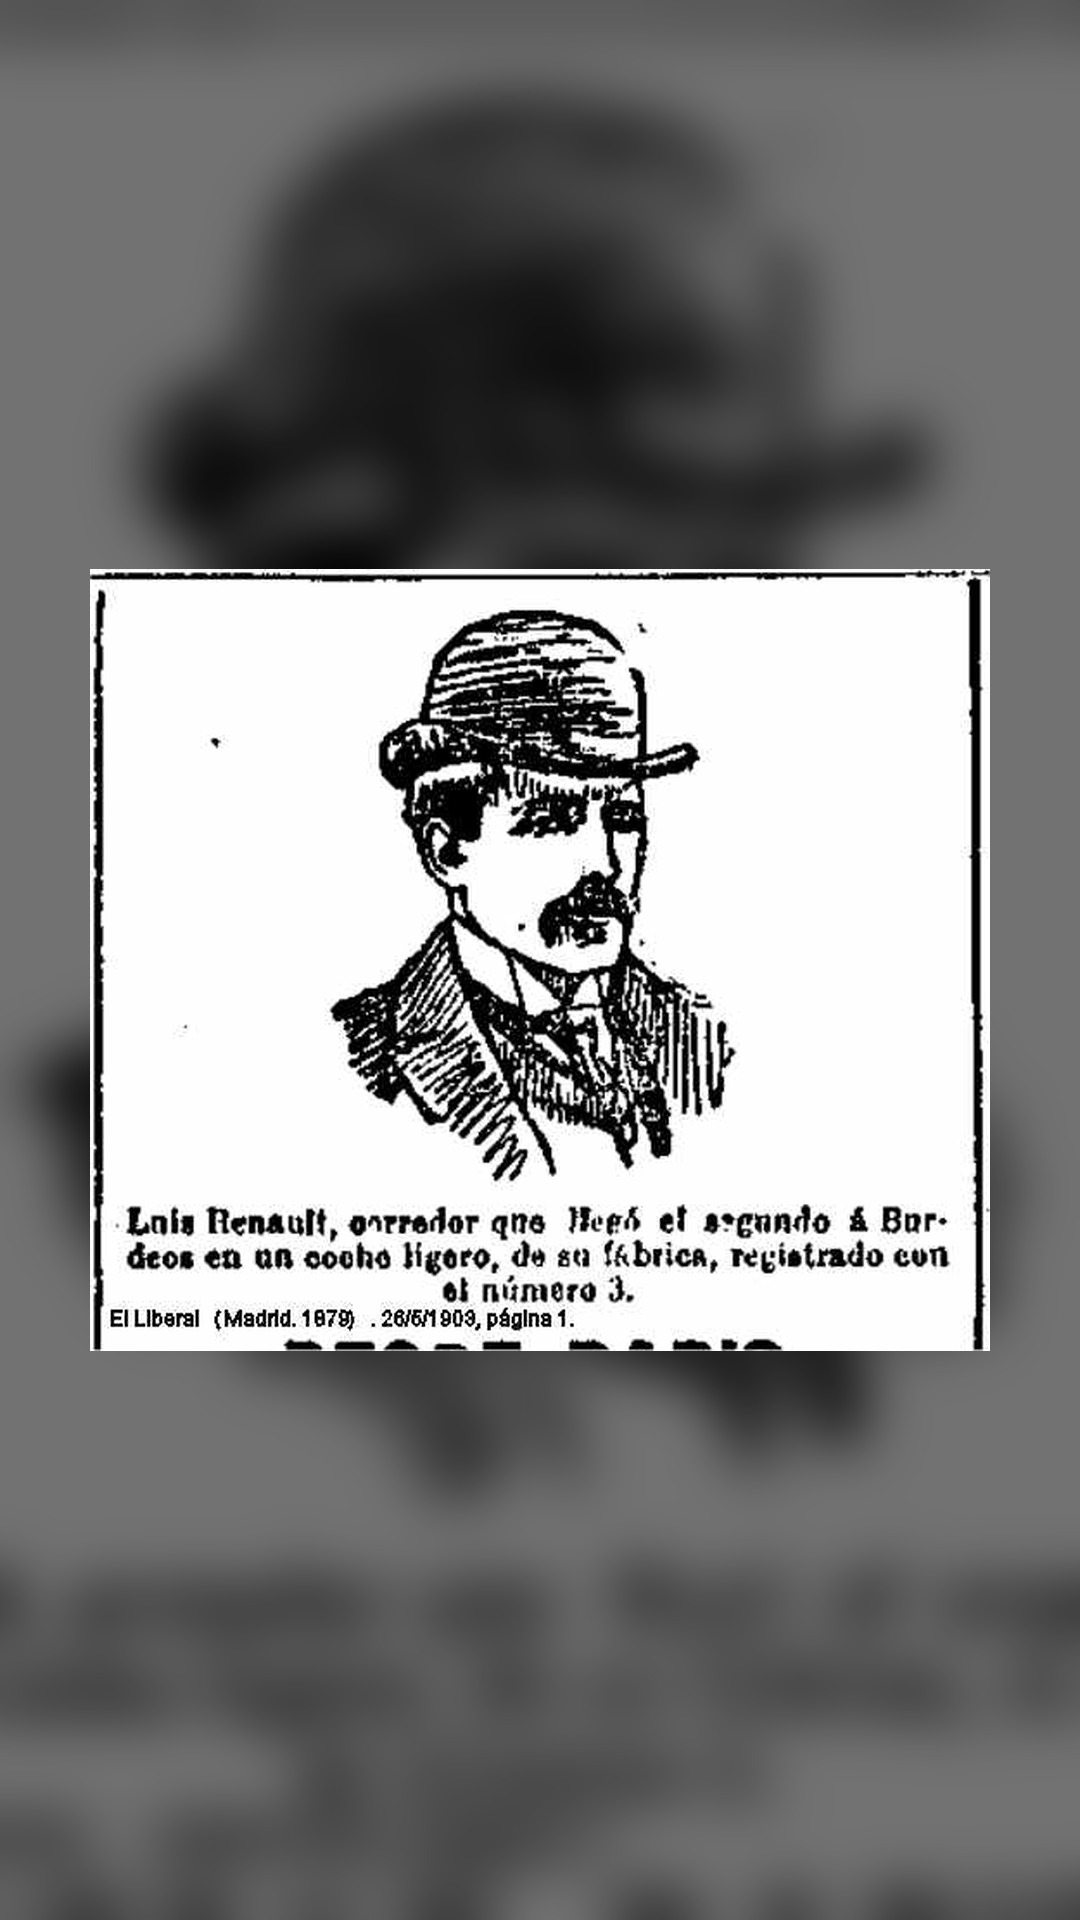 Luis Renault, corredor que llegó el segundo á Bur-
deos en un coche ligero, de su fábrica, registrado con
el número 3.
El Liberal (Madrid. 1879) . 26/5/1903, página 1.